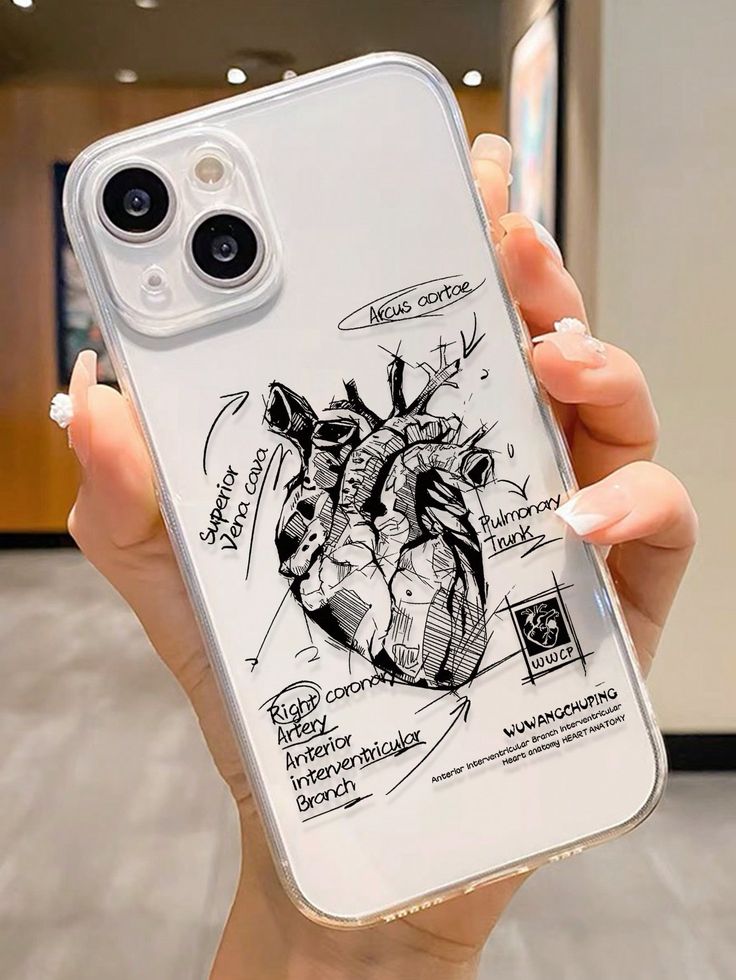 Arcus aortae
Superior
Vena cava
Pulmonary
Trunk
Right coronary
Artery
Anterior
interventricular
Branch
WWCP
WUWANGCHUPING
Anterior Interventricular Branch Interventricular
Heart anatomy HEART ANATOMY